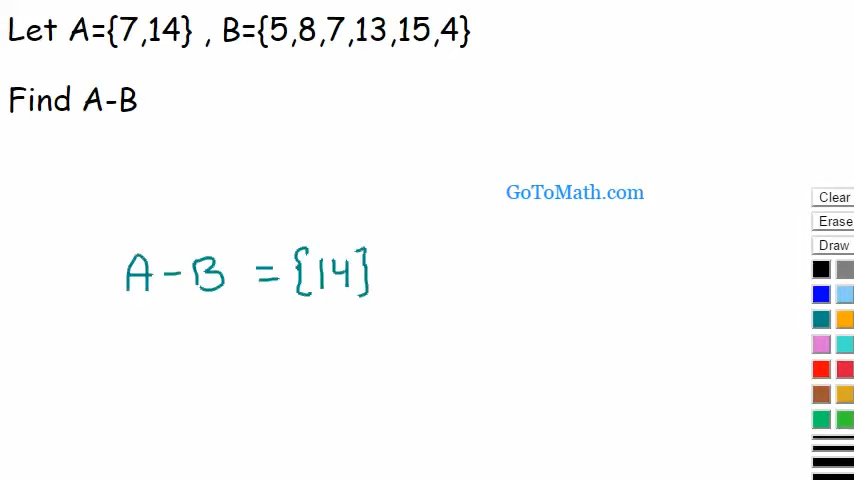 Let A={7,14} , B={5,8,7,13,15,4}
Find A-B
GoToMath.com
A-B = {14}
Clear
Erase
Draw